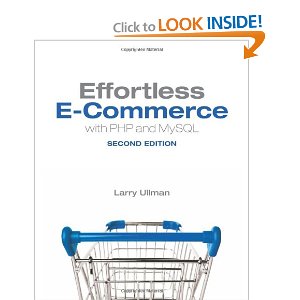 Click to
LOOK INSIDE!
Effortless
E-Commerce
with PHP and MySQL
SECOND EDITION
Larry Ullman